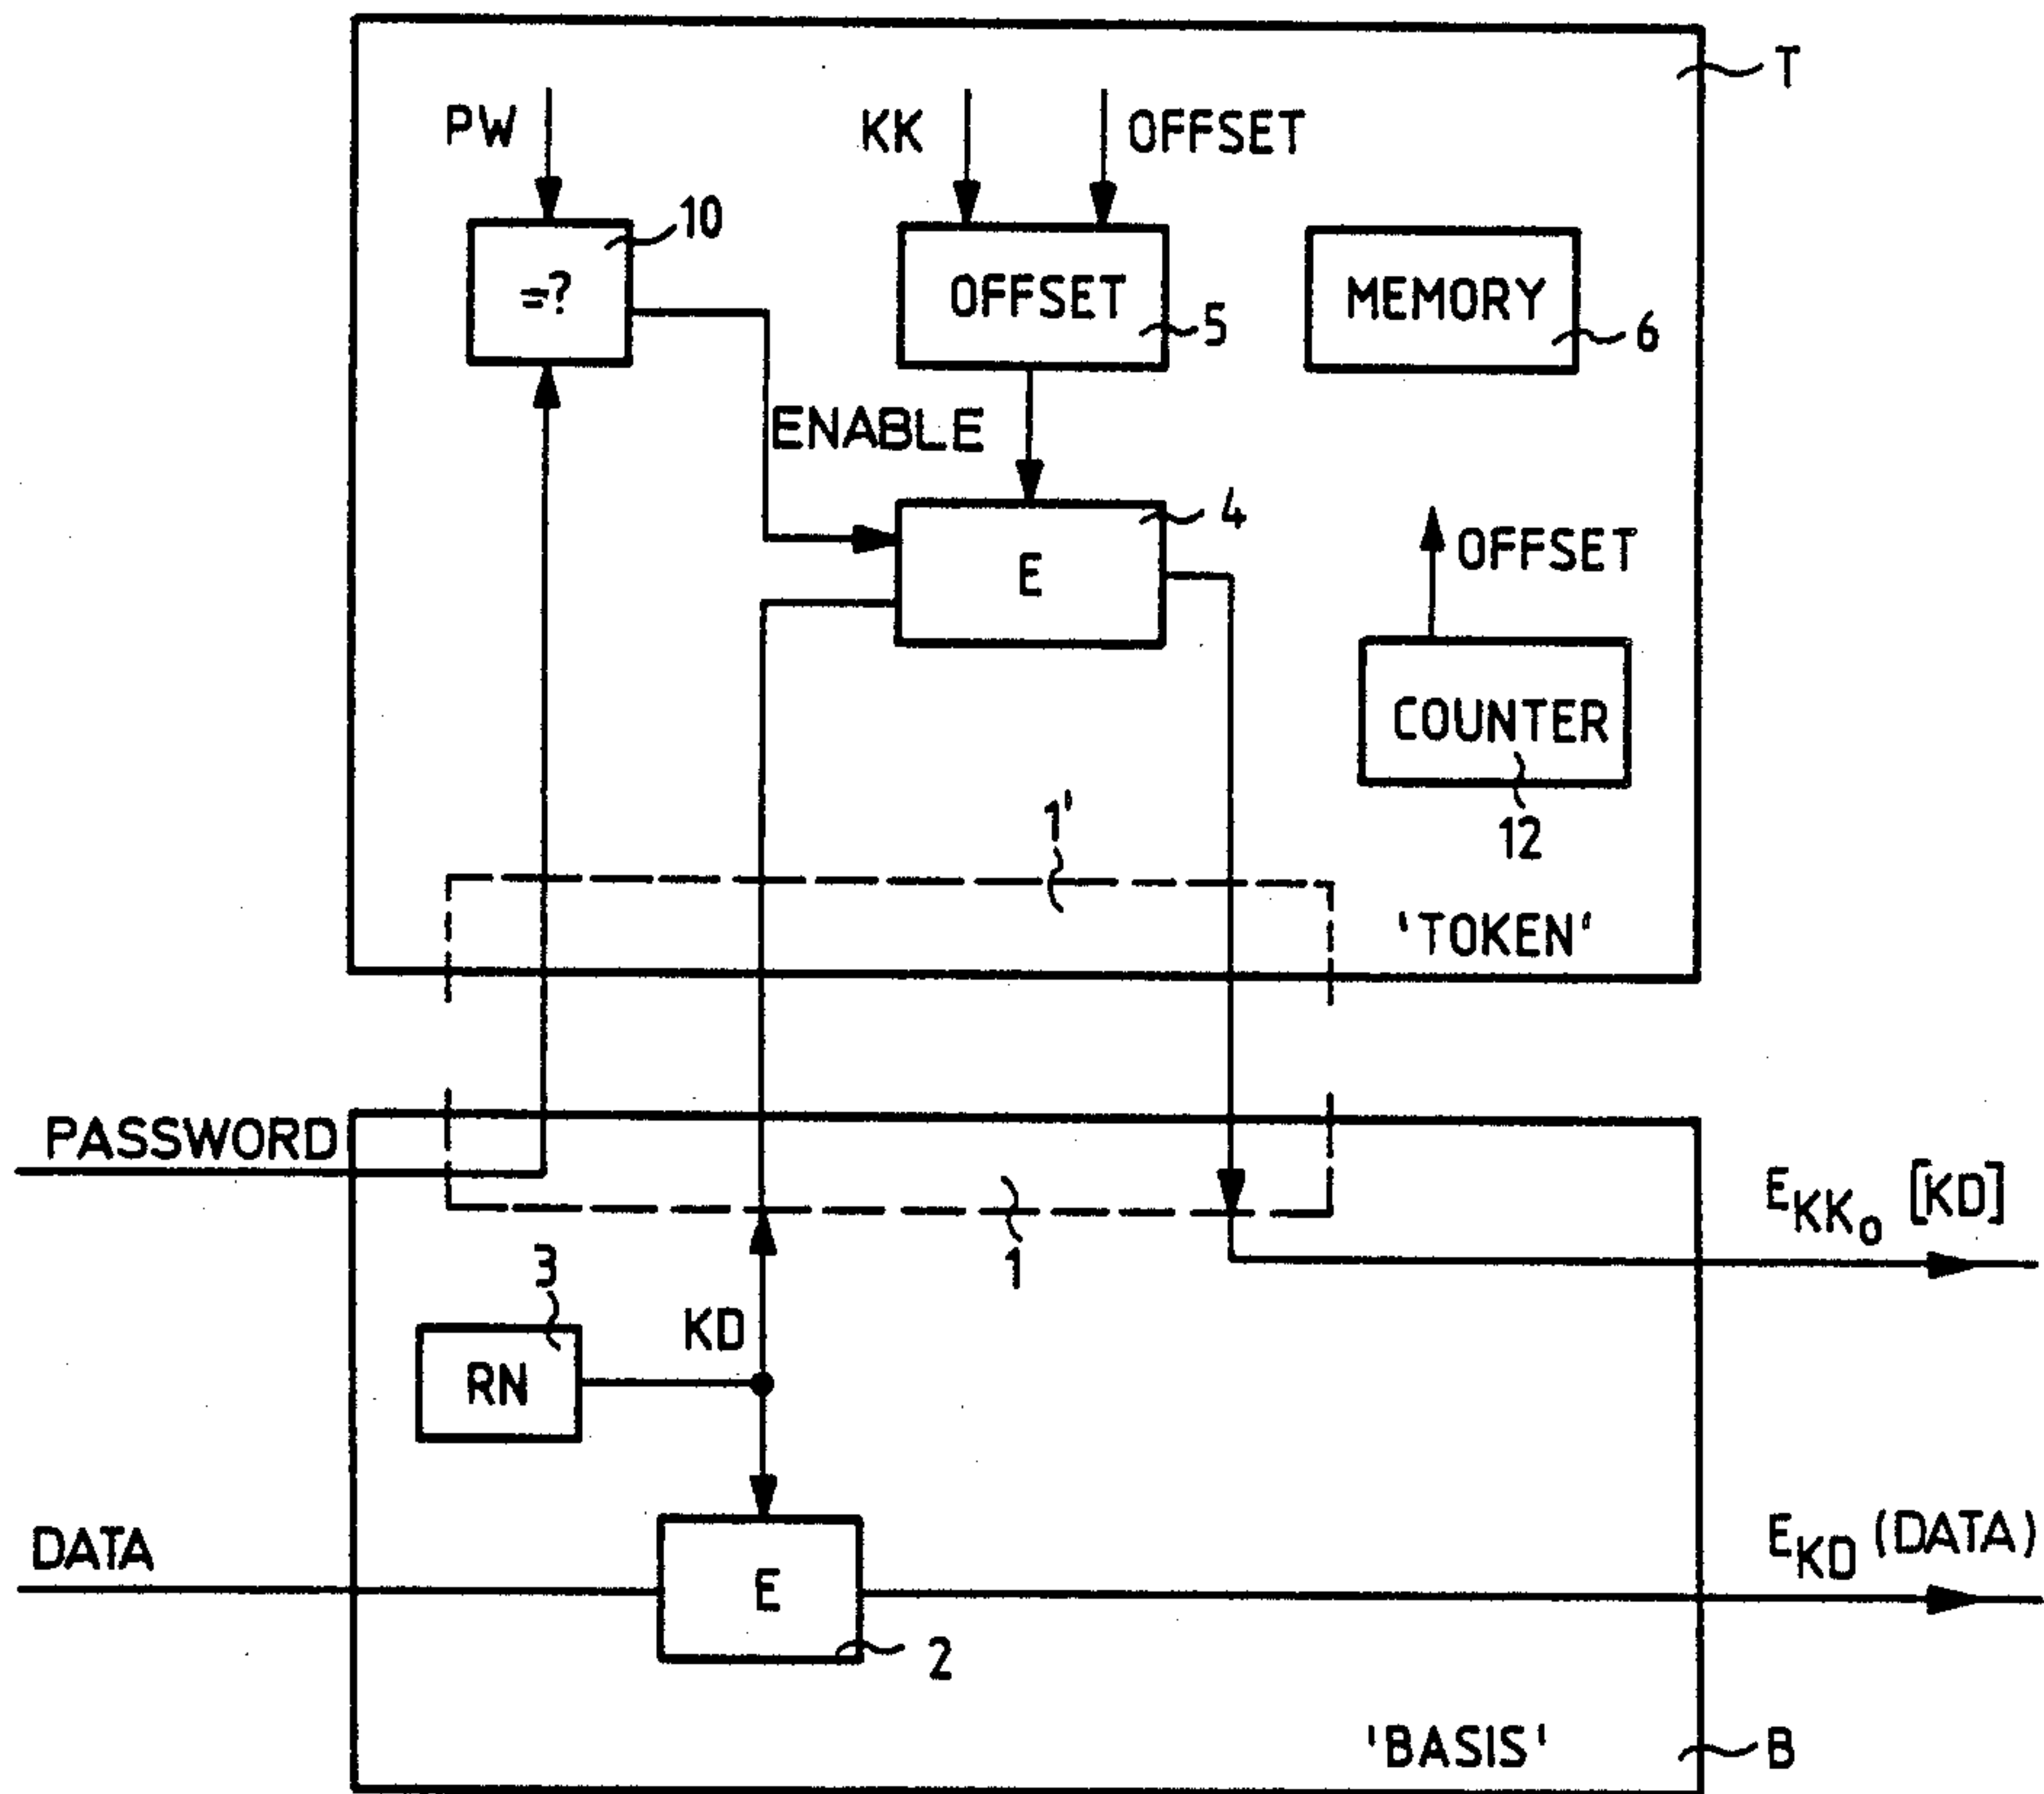 T
PW
KK
OFFSET
10
=?
OFFSET
5
MEMORY
6
ENABLE
4
E
OFFSET
COUNTER
12
1'
'TOKEN'
PASSWORD
E_KK_o [KD]
1
3
KD
RN
DATA
E_KD (DATA)
E
2
'BASIS'
B